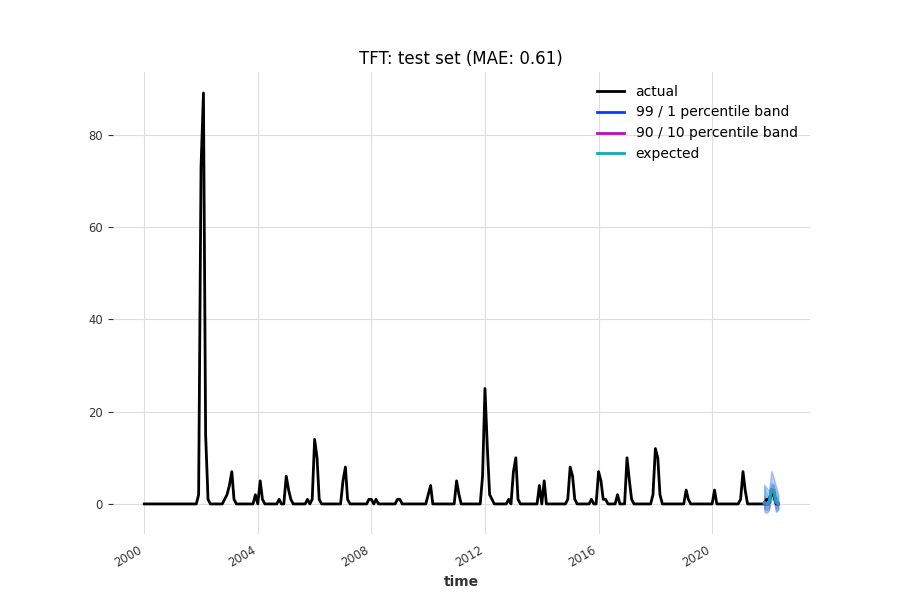 TFT: test set (MAE: 0.61)
actual
99 / 1 percentile band
90 / 10 percentile band
expected
80
60
40
20
0
2000
2004
2008
2012
2016
2020
time